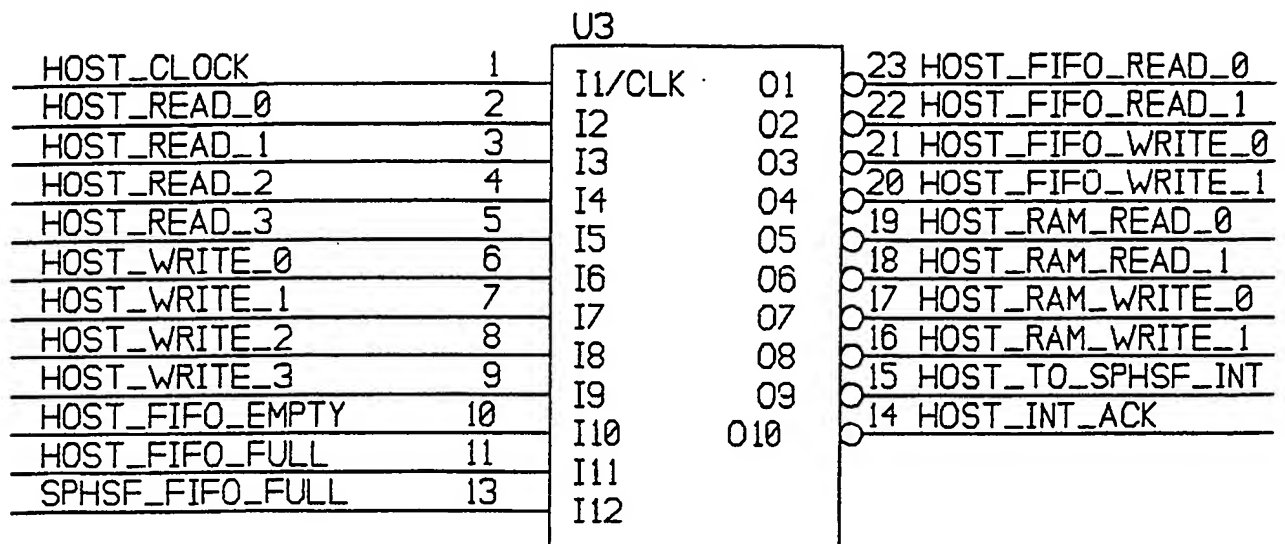 U3
HOST_CLOCK 1 I1/CLK O1 23 HOST_FIFO_READ_0
HOST_READ_0 2 I2 O2 22 HOST_FIFO_READ_1
HOST_READ_1 3 I3 O3 21 HOST_FIFO_WRITE_0
HOST_READ_2 4 I4 O4 20 HOST_FIFO_WRITE_1
HOST_READ_3 5 I5 O5 19 HOST_RAM_READ_0
HOST_WRITE_0 6 I6 O6 18 HOST_RAM_READ_1
HOST_WRITE_1 7 I7 O7 17 HOST_RAM_WRITE_0
HOST_WRITE_2 8 I8 O8 16 HOST_RAM_WRITE_1
HOST_WRITE_3 9 I9 O9 15 HOST_TO_SPHSF_INT
HOST_FIFO_EMPTY 10 I10 O10 14 HOST_INT_ACK
HOST_FIFO_FULL 11 I11
SPHSF_FIFO_FULL 13 I12